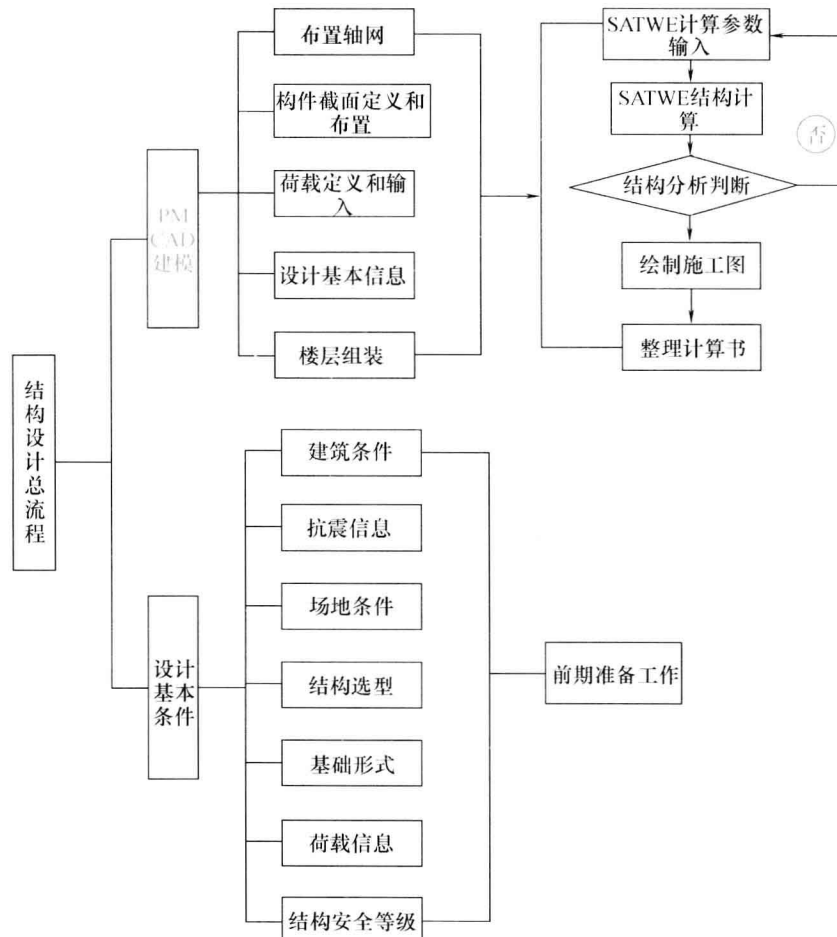 布置轴网
构件截面定义和
布置
荷载定义和输
入
设计基本信息
楼层组装
PM
CAD
建模
SATWE计算参数
输入
SATWE结构计
算
否
结构分析判断
绘制施工图
整理计算书
结构设计总流程
建筑条件
抗震信息
场地条件
结构选型
基础形式
荷载信息
结构安全等级
设计
基本
条件
前期准备工作